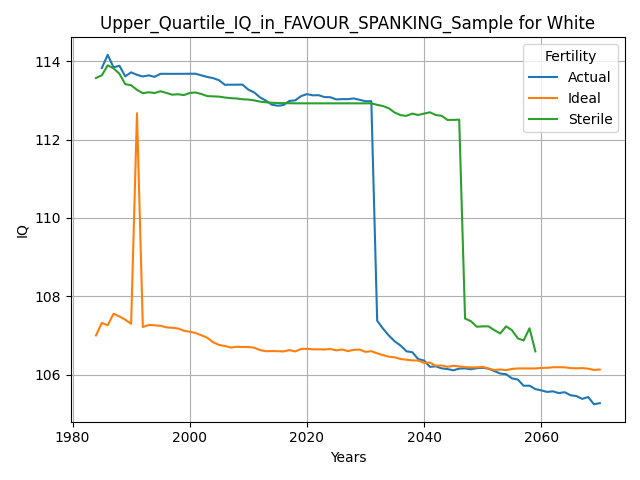 Upper_Quartile_IQ_in_FAVOUR_SPANKING_Sample for White
Fertility
Actual
Ideal
Sterile
114
112
110
108
106
IQ
1980
2000
2020
2040
2060
Years